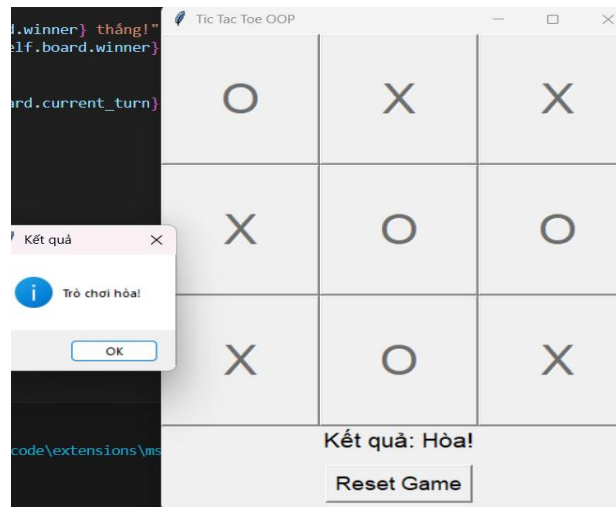 Tic Tac Toe OOP
d.winner} thắng!"
elf.board.winner}
ard.current_turn}
O X X
X O O
X O X
Kết quả
Trò chơi hòa!
OK
code\extensions\ms
Kết quả: Hòa!
Reset Game